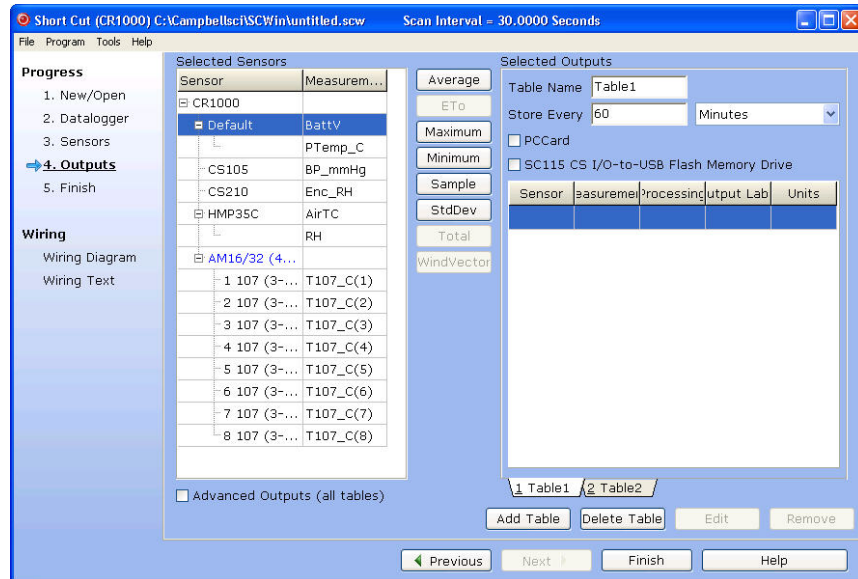 Short Cut (CR1000) C:\Campbellsci\SCWin\untitled.scw Scan Interval = 30.0000 Seconds
File Program Tools Help
Progress
1. New/Open
2. Datalogger
3. Sensors
4. Outputs
5. Finish
Wiring
Wiring Diagram
Wiring Text
Selected Sensors
Sensor Measurem...
CR1000
Default BattV
PTemp_C
CS105 BP_mmHg
CS210 Enc_RH
HMP35C AirTC
RH
AM16/32 (4...
1 107 (3-... T107_C(1)
2 107 (3-... T107_C(2)
3 107 (3-... T107_C(3)
4 107 (3-... T107_C(4)
5 107 (3-... T107_C(5)
6 107 (3-... T107_C(6)
7 107 (3-... T107_C(7)
8 107 (3-... T107_C(8)
Advanced Outputs (all tables)
Average
ETo
Maximum
Minimum
Sample
StdDev
Total
WindVector
Selected Outputs
Table Name Table1
Store Every 60 Minutes
PCCard
SC115 CS I/O-to-USB Flash Memory Drive
Sensor easuremei Processing utput Lab Units
1 Table1 2 Table2
Add Table Delete Table Edit Remove
Previous Next Finish Help